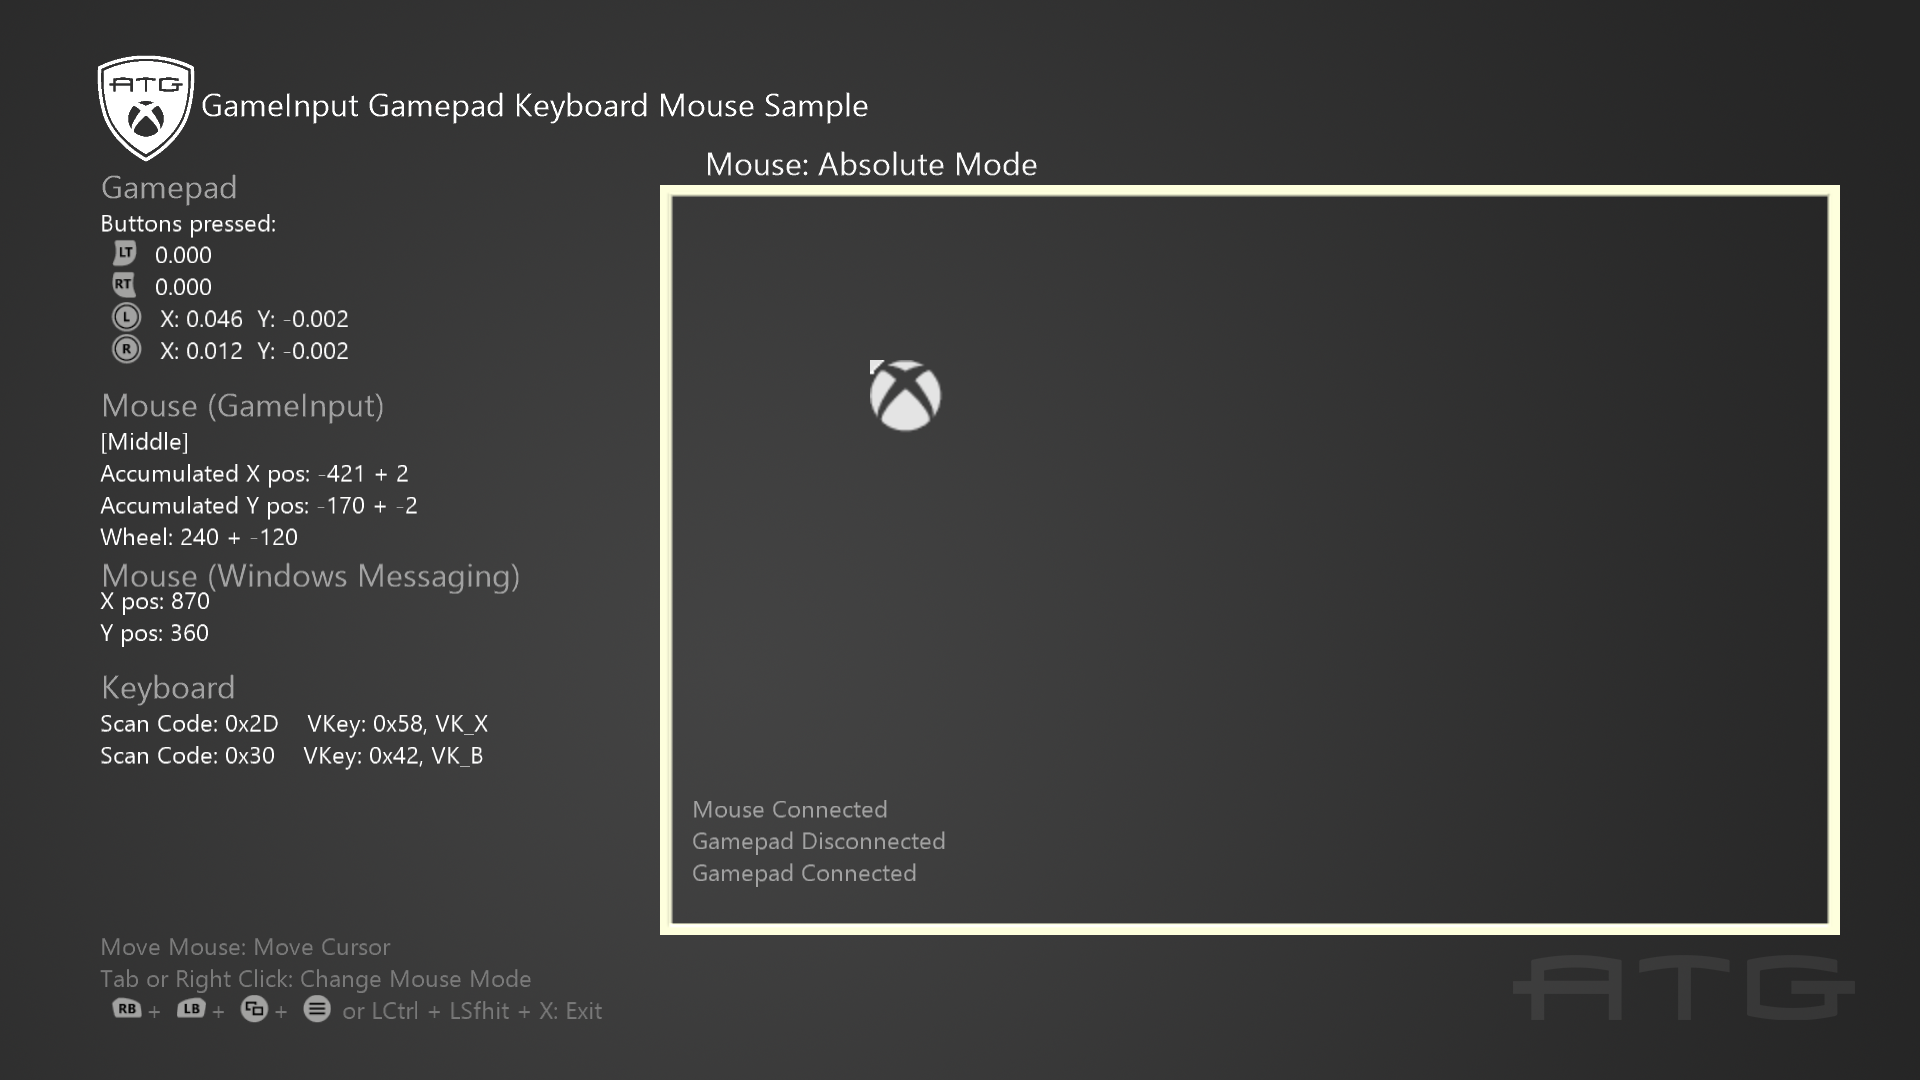 ATG
GameInput Gamepad Keyboard Mouse Sample
Mouse: Absolute Mode
Gamepad
Buttons pressed:
LT 0.000
RT 0.000
L X: 0.046 Y: -0.002
R X: 0.012 Y: -0.002
Mouse (GameInput)
[Middle]
Accumulated X pos: -421 + 2
Accumulated Y pos: -170 + -2
Wheel: 240 + -120
Mouse (Windows Messaging)
X pos: 870
Y pos: 360
Keyboard
Scan Code: 0x2D VKey: 0x58, VK_X
Scan Code: 0x30 VKey: 0x42, VK_B
Mouse Connected
Gamepad Disconnected
Gamepad Connected
Move Mouse: Move Cursor
Tab or Right Click: Change Mouse Mode
RB + LB + + or LCtrl + LSfhit + X: Exit
ATG